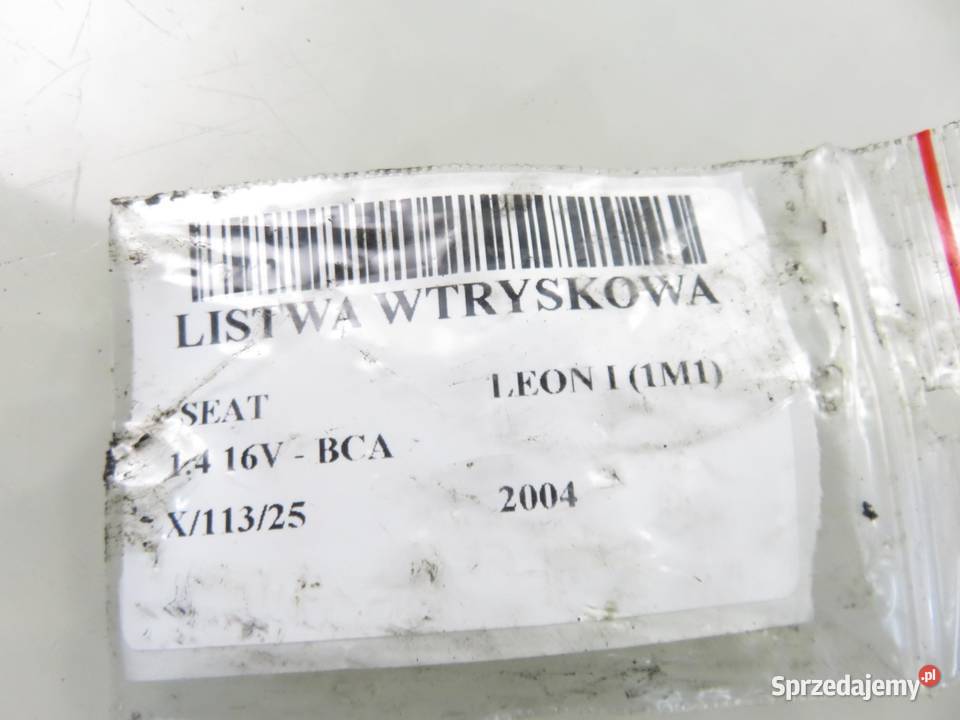 LISTWA WTRYSKOWA
SEAT LEON I (1M1)
1.4 16V - BCA
X/113/25 2004
Sprzedajemy.pl